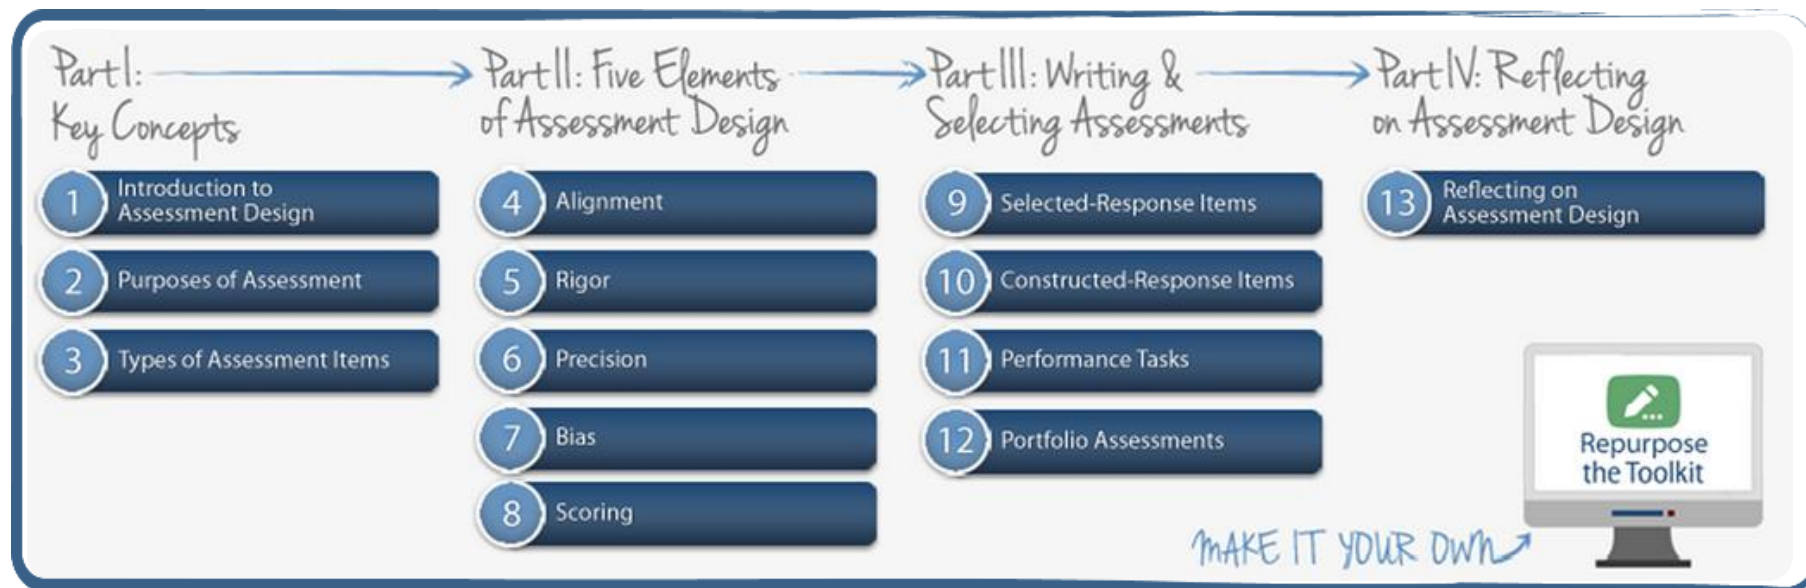 Part I:
Key Concepts
1
Introduction to
Assessment Design
2
Purposes of Assessment
3
Types of Assessment Items
Part II: Five Elements
of Assessment Design
4
Alignment
5
Rigor
6
Precision
7
Bias
8
Scoring
Part III: Writing &
Selecting Assessments
9
Selected-Response Items
10
Constructed-Response Items
11
Performance Tasks
12
Portfolio Assessments
Part IV: Reflecting
on Assessment Design
13
Reflecting on
Assessment Design
Repurpose
the Toolkit
MAKE IT YOUR OWN